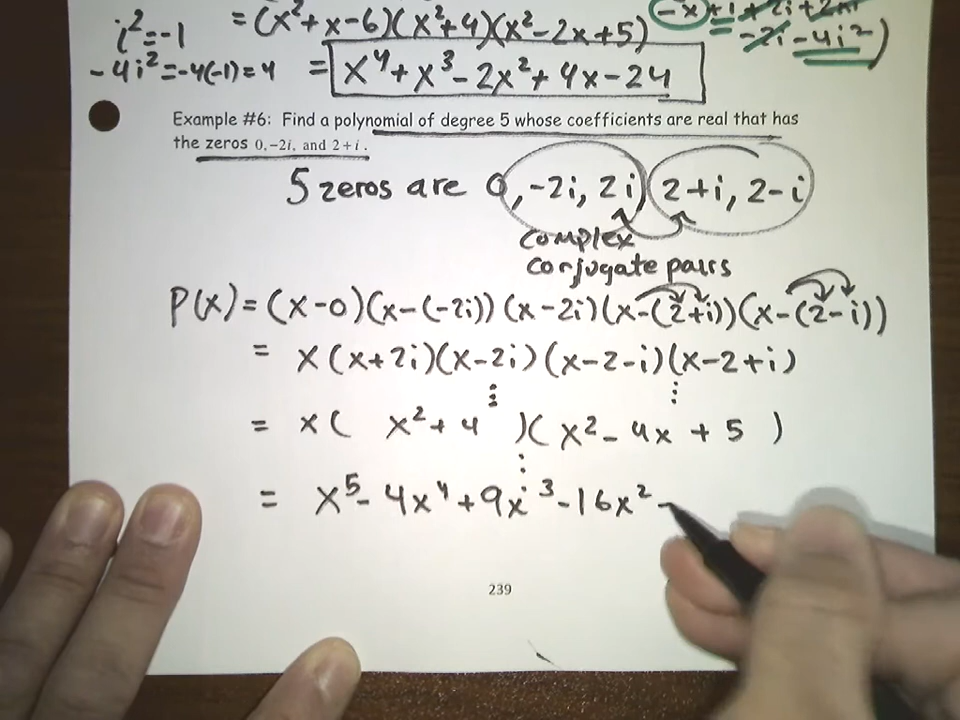 i²=-1 = (x²+x-6)(x²+4)(x²-2x+5)
-4i²=-4(-1)=4 = x⁴+x³-2x²+4x-24
-2i-4i²)
Example #6: Find a polynomial of degree 5 whose coefficients are real that has
the zeros 0,-2i, and 2+i.
5 zeros are 0, -2i, 2i, 2+i, 2-i
complex
conjugate pairs
P(x)=(x-0)(x-(-2i))(x-2i)(x-(2+i))(x-(2-i))
= x(x+2i)(x-2i)(x-2-i)(x-2+i)
= x( x²+4 )(x²-4x+5 )
= x⁵-4x⁴+9x³-16x²-
239